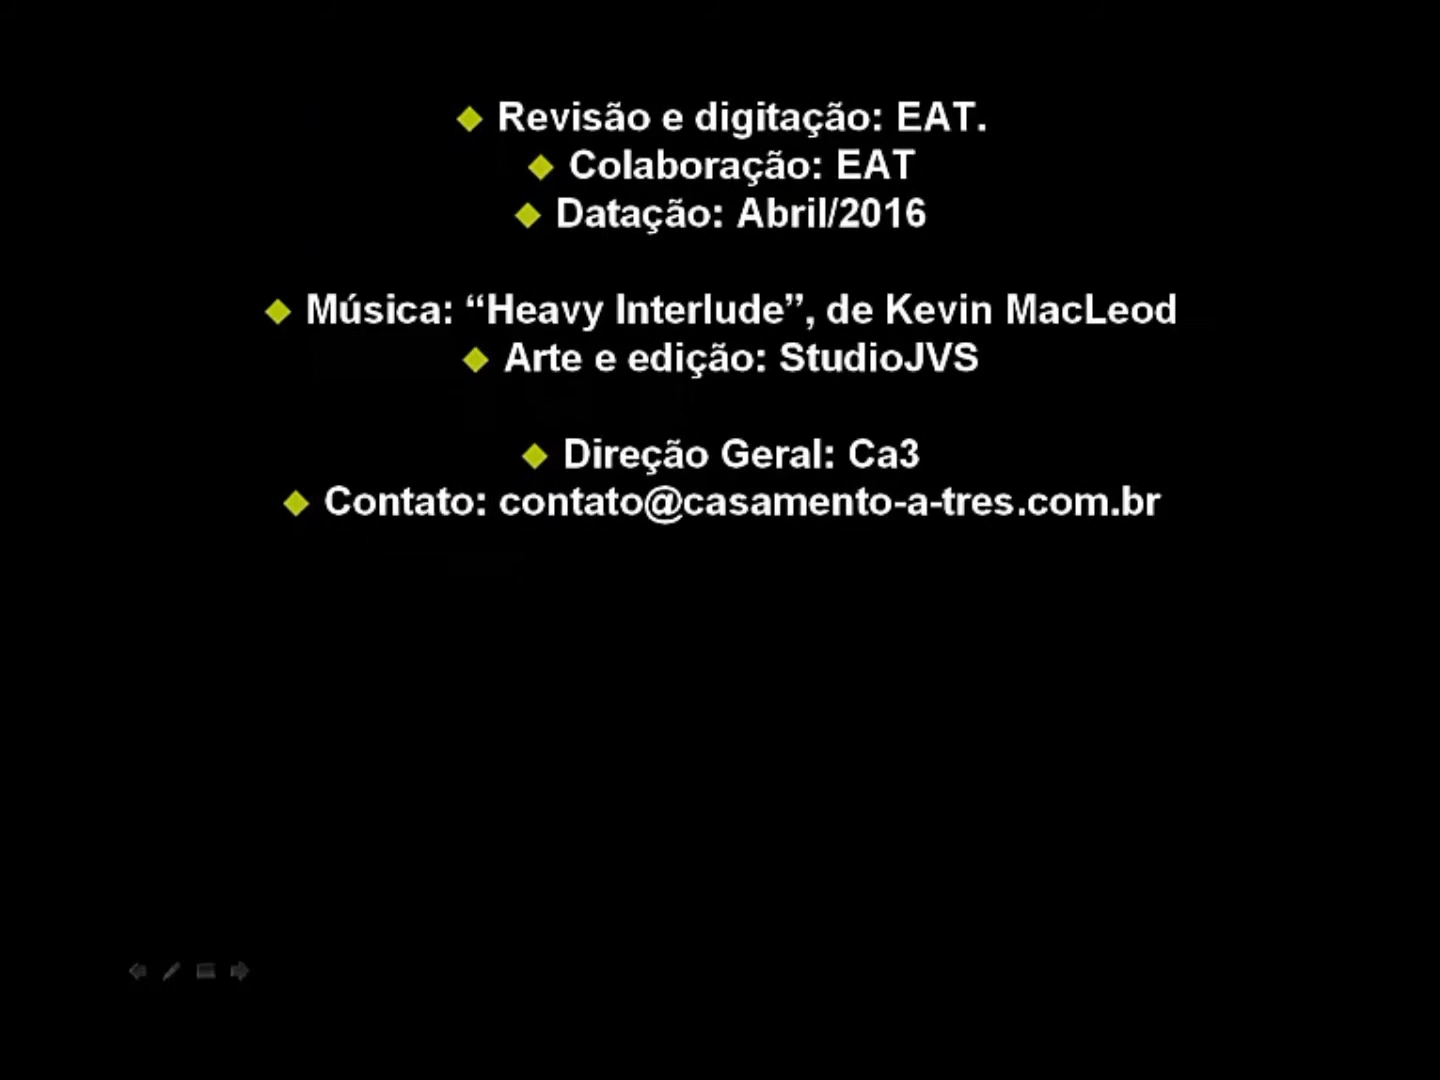 Revisão e digitação: EAT.
Colaboração: EAT
Datação: Abril/2016
Música: “Heavy Interlude”, de Kevin MacLeod
Arte e edição: StudioJVS
Direção Geral: Ca3
Contato: contato@casamento-a-tres.com.br